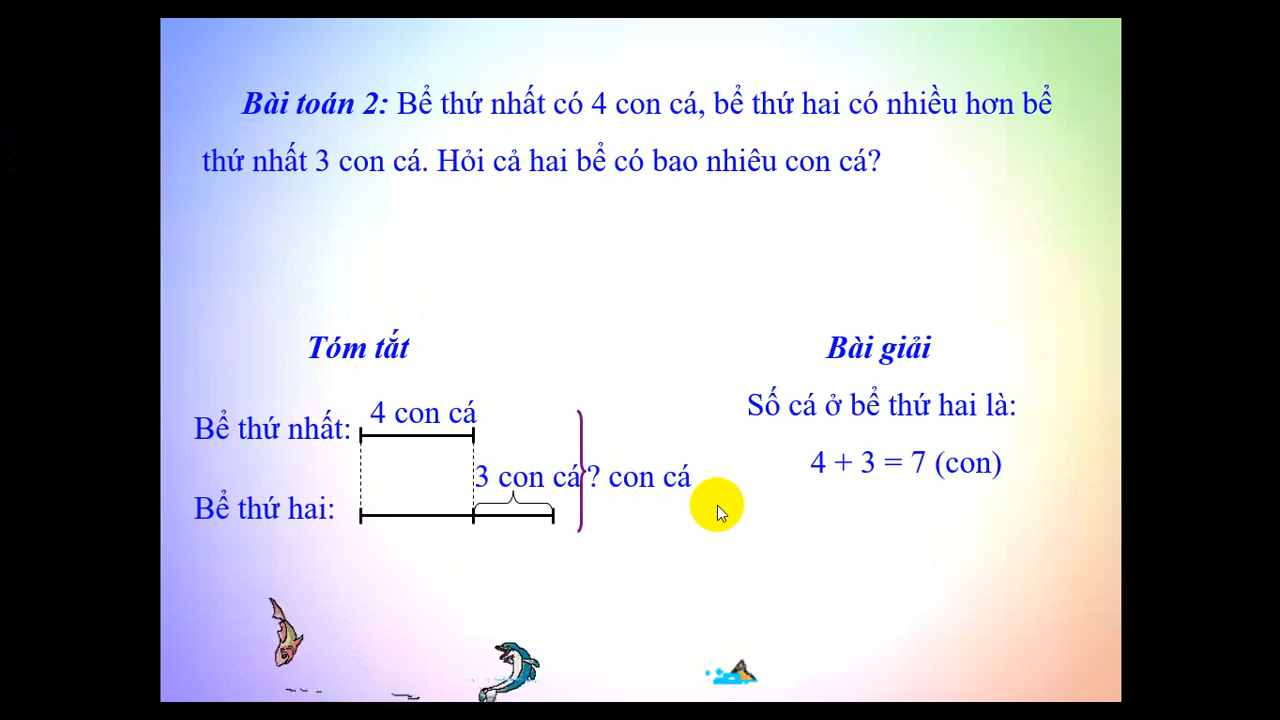 Bài toán 2: Bể thứ nhất có 4 con cá, bể thứ hai có nhiều hơn bể
thứ nhất 3 con cá. Hỏi cả hai bể có bao nhiêu con cá?
Tóm tắt
4 con cá
Bể thứ nhất:
3 con cá
? con cá
Bể thứ hai:
Bài giải
Số cá ở bể thứ hai là:
4 + 3 = 7 (con)